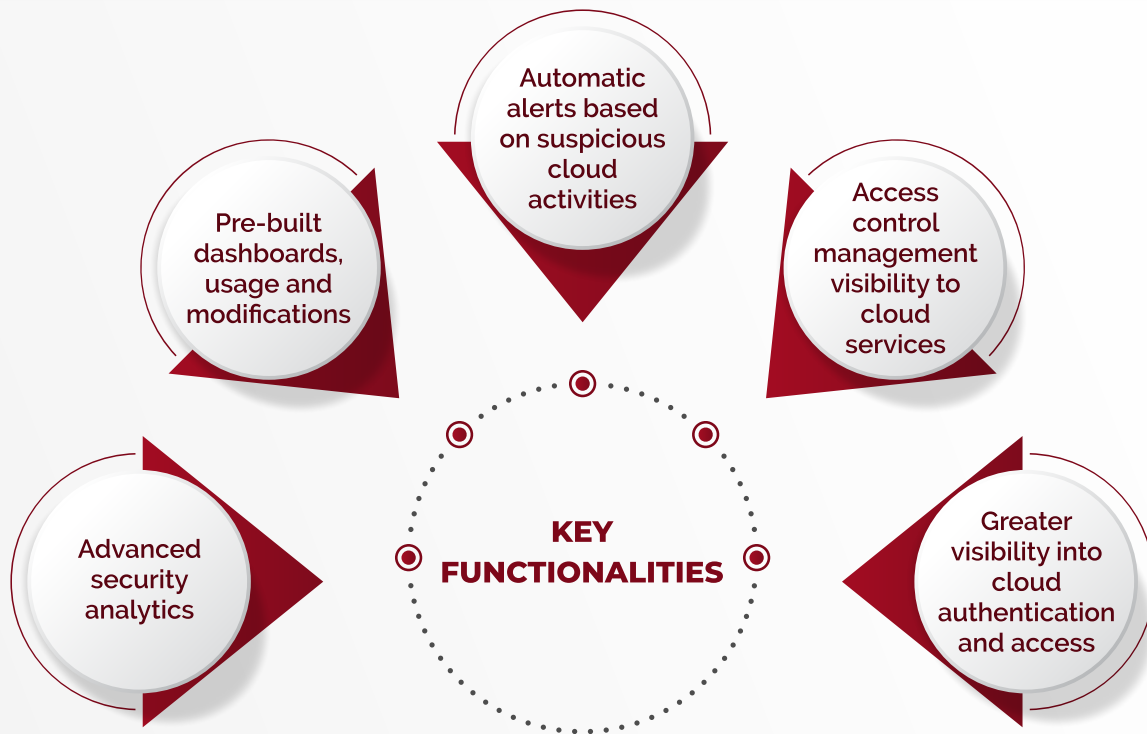 Automatic
alerts based
on suspicious
cloud
activities
Pre-built
dashboards,
usage and
modifications
Access
control
management
visibility to
cloud
services
Advanced
security
analytics
KEY
FUNCTIONALITIES
Greater
visibility into
cloud
authentication
and access